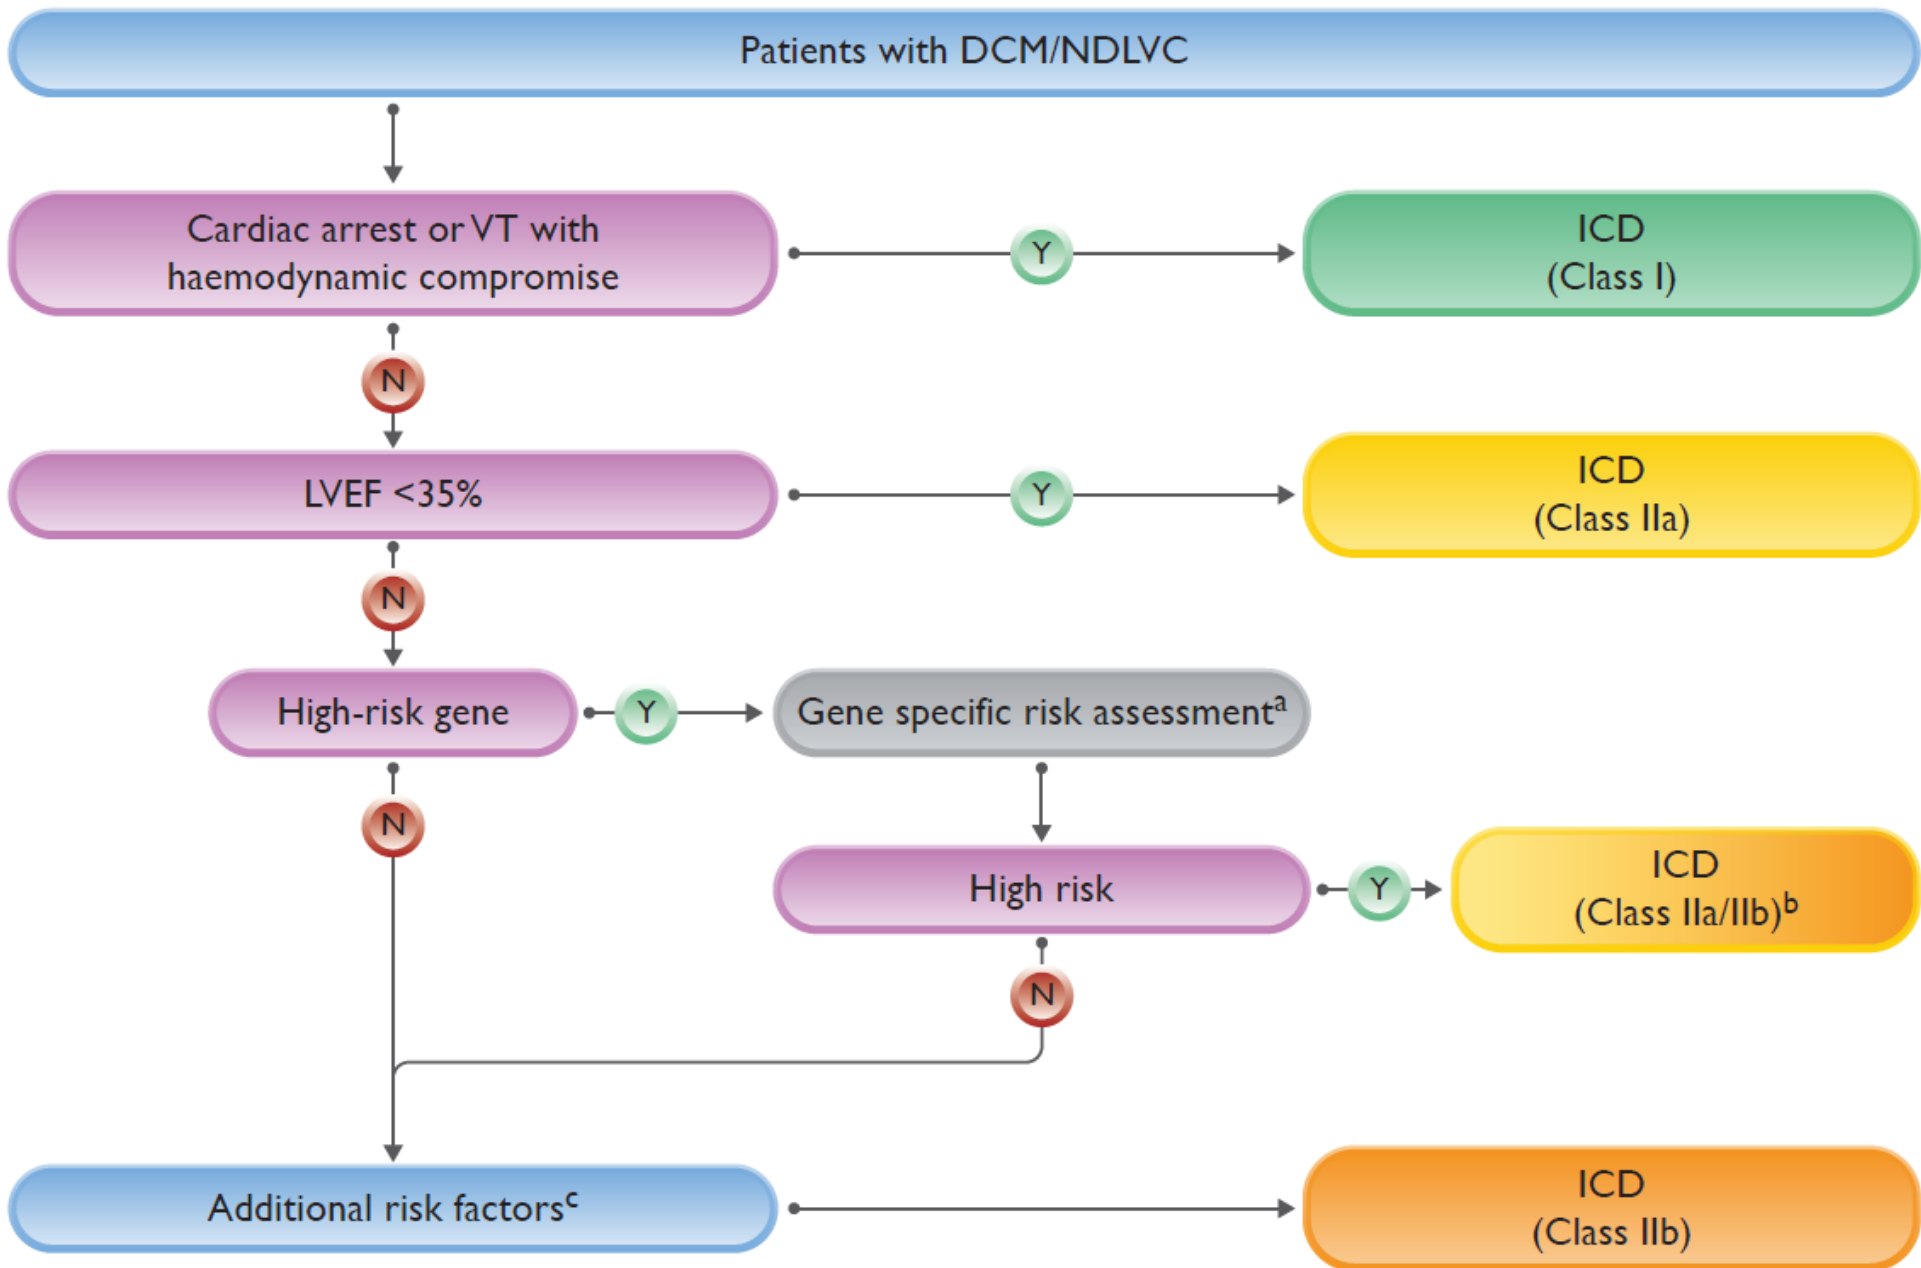 Patients with DCM/NDLVC
Cardiac arrest or VT with
haemodynamic compromise
Y
ICD
(Class I)
N
LVEF <35%
Y
ICD
(Class IIa)
N
High-risk gene
Y
Gene specific risk assessmentᵃ
N
High risk
Y
ICD
(Class IIa/IIb)ᵇ
N
Additional risk factorsᶜ
ICD
(Class IIb)